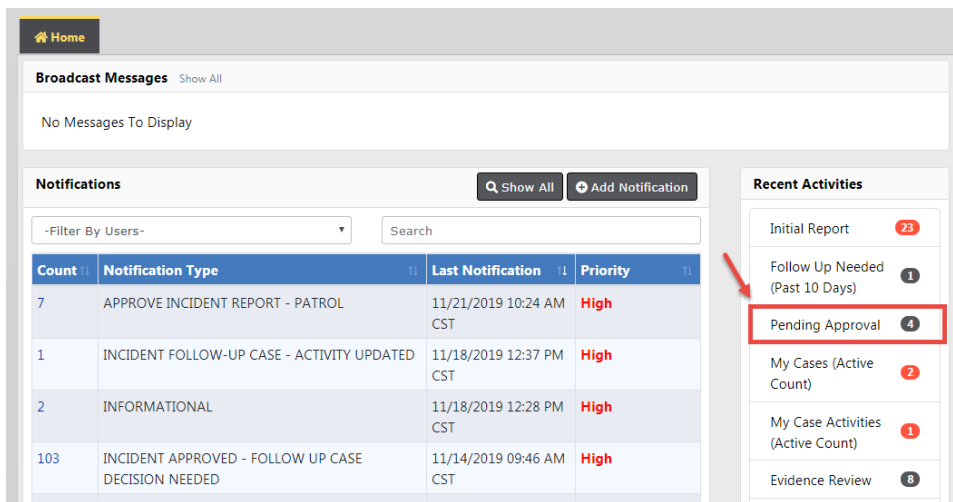 Home
Broadcast Messages Show All
No Messages To Display
Notifications
Show All
Add Notification
-Filter By Users-
Search
Count Notification Type Last Notification Priority
7 APPROVE INCIDENT REPORT - PATROL 11/21/2019 10:24 AM High
CST
1 INCIDENT FOLLOW-UP CASE - ACTIVITY UPDATED 11/18/2019 12:37 PM High
CST
2 INFORMATIONAL 11/18/2019 12:28 PM High
CST
103 INCIDENT APPROVED - FOLLOW UP CASE 11/14/2019 09:46 AM High
DECISION NEEDED CST
Recent Activities
Initial Report 23
Follow Up Needed
(Past 10 Days) 1
Pending Approval 4
My Cases (Active
Count) 2
My Case Activities
(Active Count) 1
Evidence Review 8